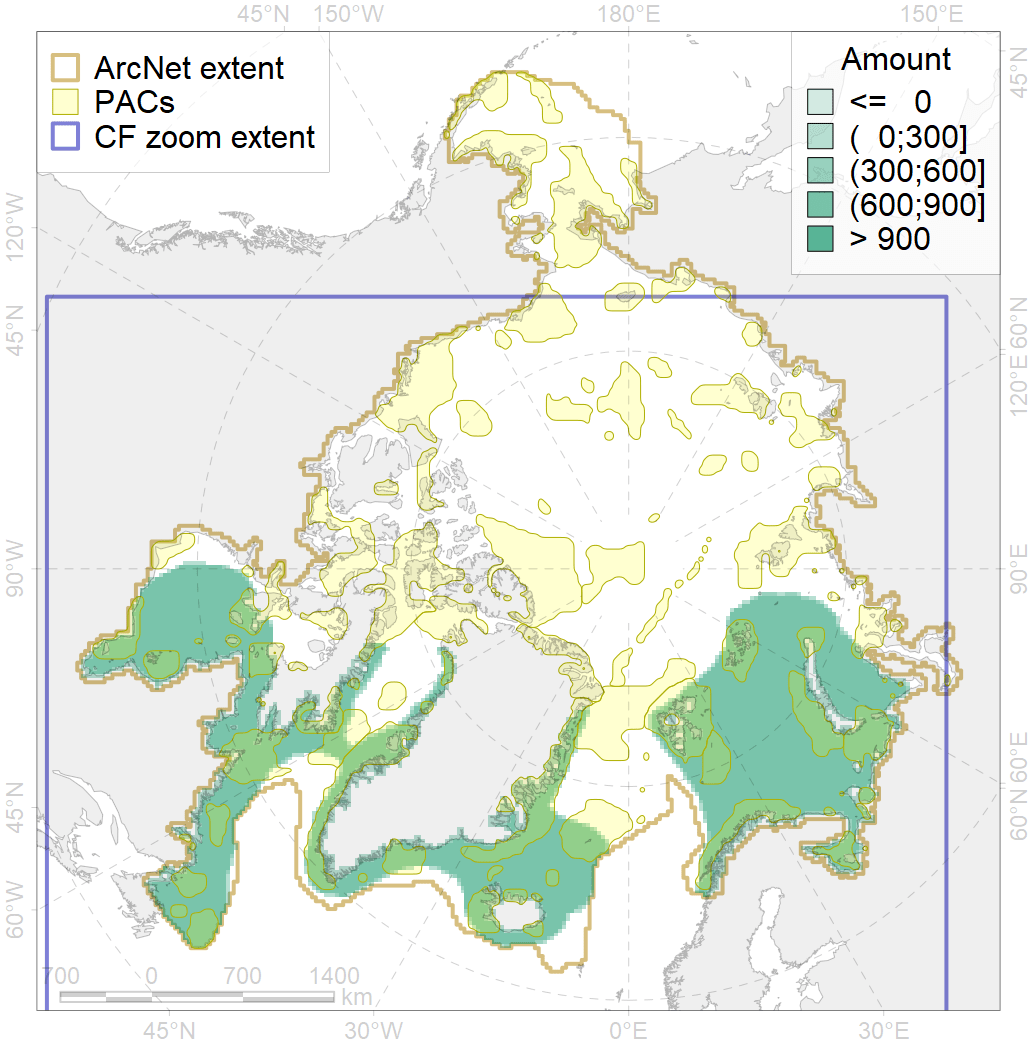 45°N 150°W 180°E 150°E
ArcNet extent
PACs
CF zoom extent
Amount
<= 0
( 0;300]
(300;600]
(600;900]
> 900
45°N
120°W
45°N
60°N
120°E
90°W
90°E
60°E
45°N
60°N
60°W
700 0 700 1400
km
45°N 30°W 0°E 30°E